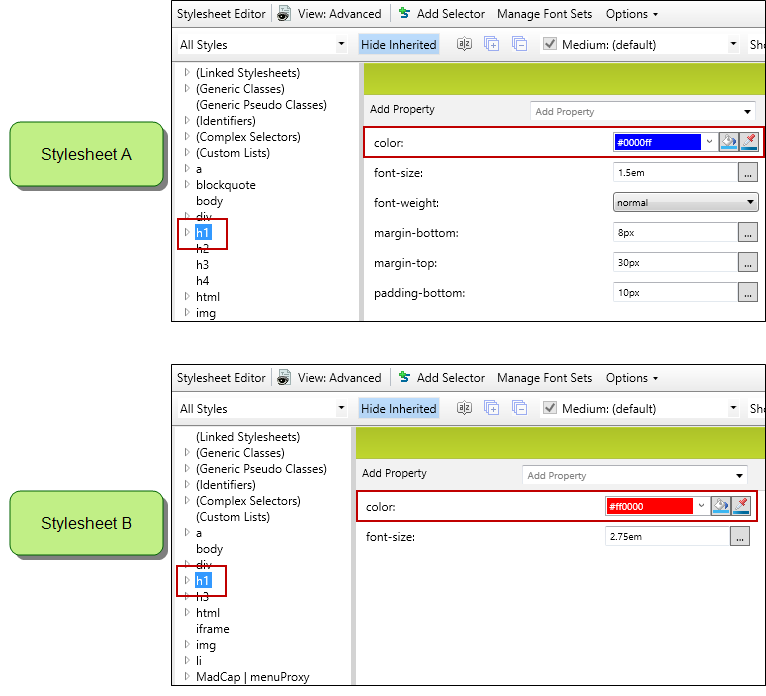 Stylesheet Editor View: Advanced Add Selector Manage Font Sets Options
All Styles Hide Inherited Medium: (default) Sho
(Linked Stylesheets)
(Generic Classes)
(Generic Pseudo Classes)
(Identifiers)
(Complex Selectors)
(Custom Lists)
a
blockquote
body
div
h1
h2
h3
h4
html
img
Add Property Add Property
color: #0000ff
font-size: 1.5em ...
font-weight: normal
margin-bottom: 8px ...
margin-top: 30px ...
padding-bottom: 10px ...
Stylesheet A
Stylesheet Editor View: Advanced Add Selector Manage Font Sets Options
All Styles Hide Inherited Medium: (default) Sho
(Linked Stylesheets)
(Generic Classes)
(Generic Pseudo Classes)
(Identifiers)
(Complex Selectors)
(Custom Lists)
a
body
div
h1
h3
html
iframe
img
li
MadCap | menuProxy
Add Property Add Property
color: #ff0000
font-size: 2.75em ...
Stylesheet B